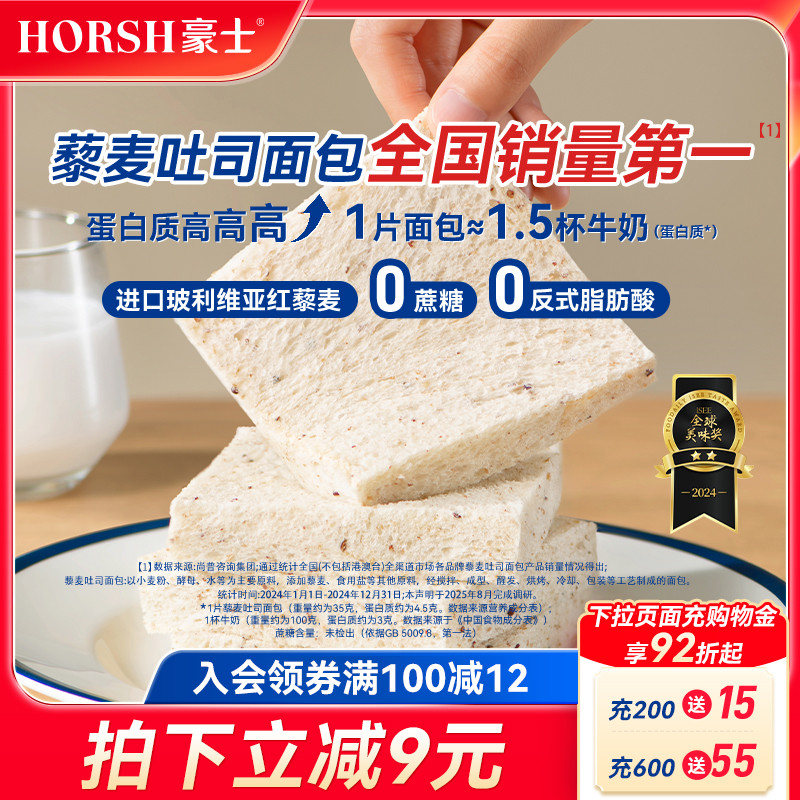 HORSH豪士®
藜麦吐司面包全国销量第一【1】
蛋白质高高高 1片面包≈1.5杯牛奶(蛋白质*)
进口玻利维亚红藜麦 0蔗糖 0反式脂肪酸
FOODAILY ISEE TASTE AWARD
iSEE
全球
美味奖
2024
【1】数据来源:尚普咨询集团;通过统计全国(不包括港澳台)全渠道市场各品牌藜麦吐司面包产品销量情况得出;
藜麦吐司面包:以小麦粉、酵母、水等为主要原料，添加藜麦、食用盐等其他原料，经搅拌、成型、醒发、烘烤、冷却、包装等工艺制成的面包。
统计时间:2024年1月1日-2024年12月31日;本声明于2025年8月完成调研。
*1片藜麦吐司面包（重量约为35克，蛋白质约为4.5克。数据来源营养成分表）;
1杯牛奶（重量约为100克，蛋白质约为3克。数据来源于《中国食物成分表》）
蔗糖含量：未检出（依据GB 5009.8，第一法）
下拉页面充购物金
享92折起
充200送15
充600送55
入会领券满100减12
拍下立减9元